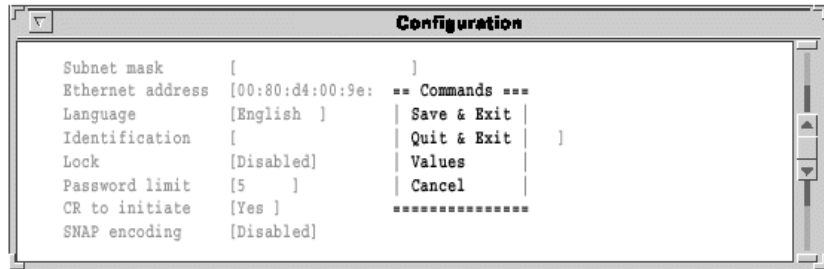 Configuration
Subnet mask [ ]
Ethernet address [00:80:d4:00:9e: == Commands ===
Language [English ] | Save & Exit |
Identification [ | Quit & Exit | ]
Lock [Disabled] | Values |
Password limit [5 ] | Cancel |
CR to initiate [Yes ] ===============
SNAP encoding [Disabled]